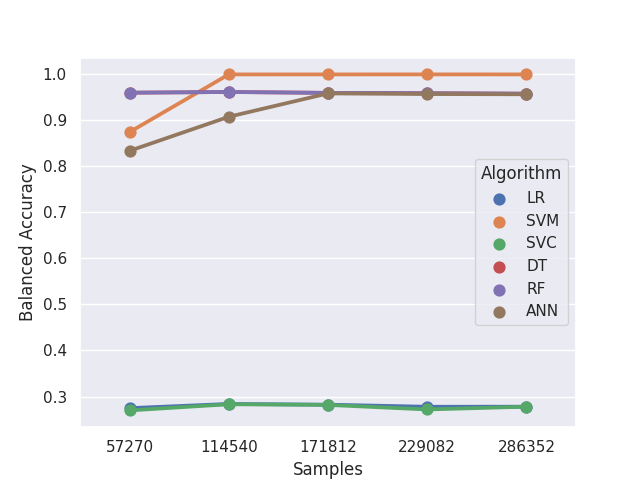 1.0
0.9
0.8
0.7
0.6
0.5
0.4
0.3
Balanced Accuracy
Algorithm
LR
SVM
SVC
DT
RF
ANN
57270 114540 171812 229082 286352
Samples